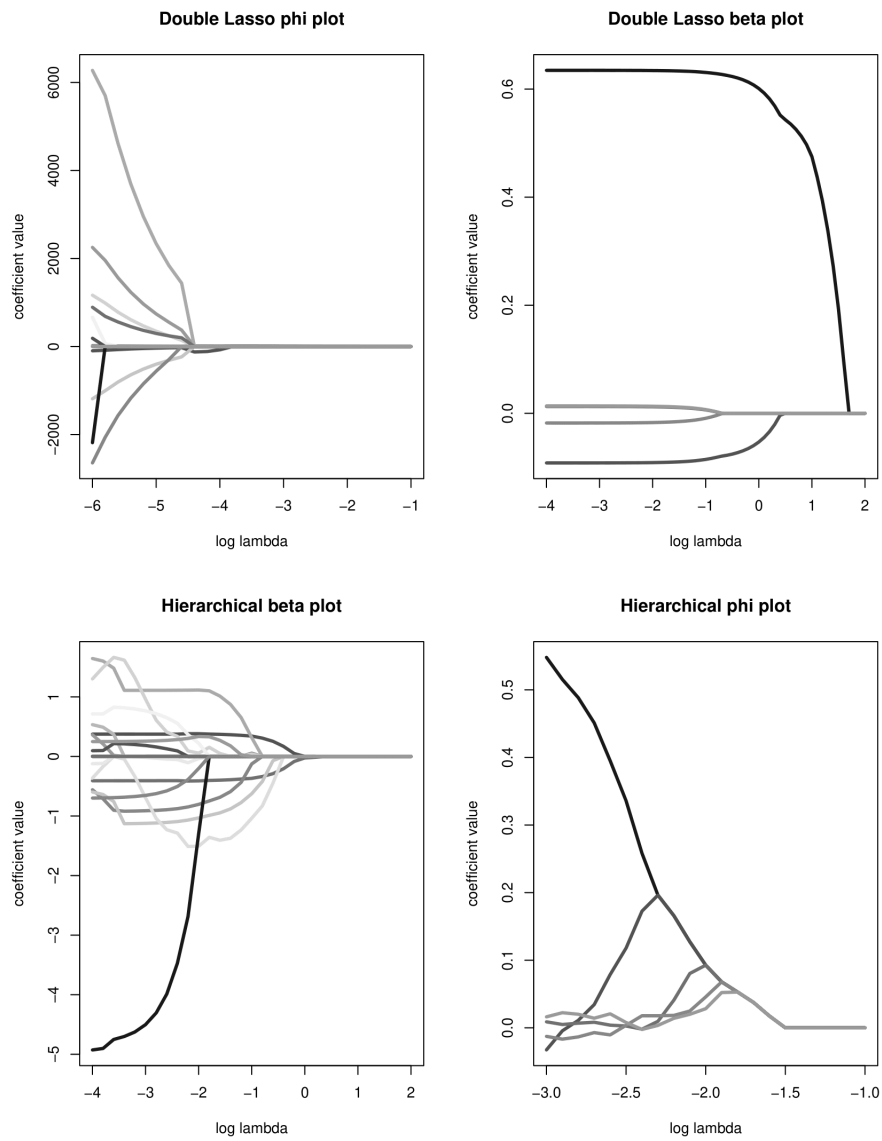 Double Lasso phi plot
coefficient value
6000
4000
2000
0
−2000
−6 −5 −4 −3 −2 −1
log lambda
Double Lasso beta plot
coefficient value
0.6
0.4
0.2
0.0
−4 −3 −2 −1 0 1 2
log lambda
Hierarchical beta plot
coefficient value
1
0
−1
−2
−3
−4
−5
−4 −3 −2 −1 0 1 2
log lambda
Hierarchical phi plot
coefficient value
0.5
0.4
0.3
0.2
0.1
0.0
−3.0 −2.5 −2.0 −1.5 −1.0
log lambda